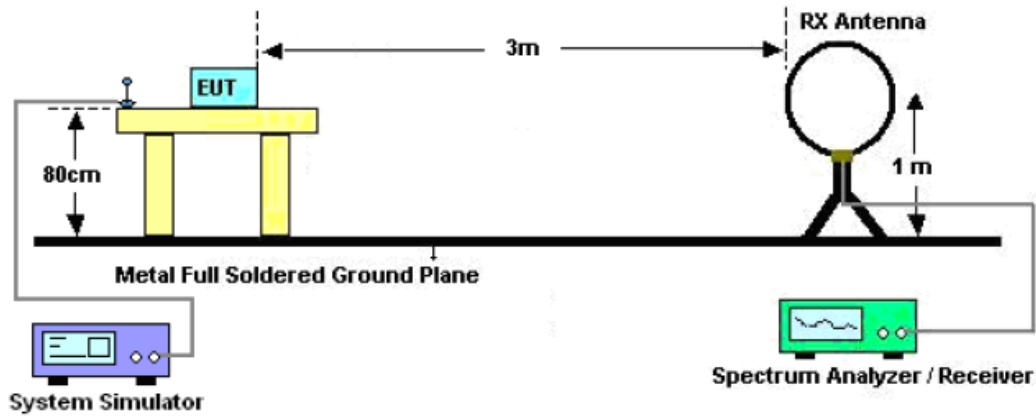 RX Antenna
3m
EUT
80cm
1 m
Metal Full Soldered Ground Plane
System Simulator
Spectrum Analyzer / Receiver